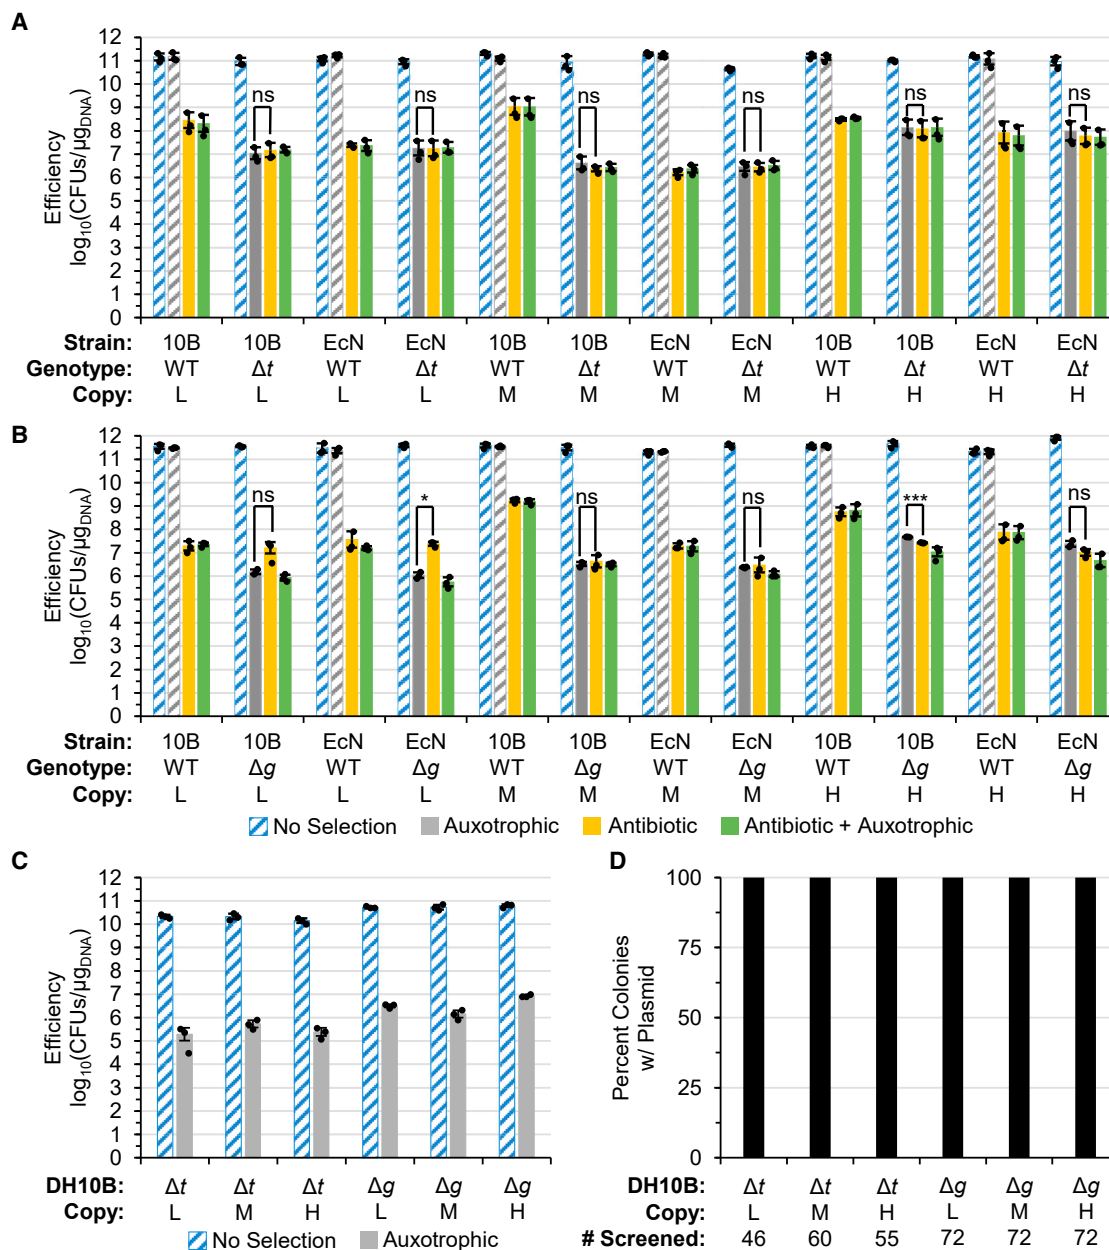 A
12
11
10
9
8
7
6
5
4
3
2
1
0
Efficiency
log₁₀(CFUs/µg_DNA)
ns ns ns ns ns ns
Strain: 10B 10B EcN EcN 10B 10B EcN EcN 10B 10B EcN EcN
Genotype: WT Δt WT Δt WT Δt WT Δt WT Δt WT Δt
Copy: L L L L M M M M H H H H
B
12
11
10
9
8
7
6
5
4
3
2
1
0
Efficiency
log₁₀(CFUs/µg_DNA)
ns * ns ns *** ns
Strain: 10B 10B EcN EcN 10B 10B EcN EcN 10B 10B EcN EcN
Genotype: WT Δg WT Δg WT Δg WT Δg WT Δg WT Δg
Copy: L L L L M M M M H H H H
No Selection Auxotrophic Antibiotic Antibiotic + Auxotrophic
C
12
11
10
9
8
7
6
5
4
3
2
1
0
Efficiency
log₁₀(CFUs/µg_DNA)
DH10B: Δt Δt Δt Δg Δg Δg
Copy: L M H L M H
No Selection Auxotrophic
D
100
75
50
25
0
Percent Colonies
w/ Plasmid
DH10B: Δt Δt Δt Δg Δg Δg
Copy: L M H L M H
# Screened: 46 60 55 72 72 72